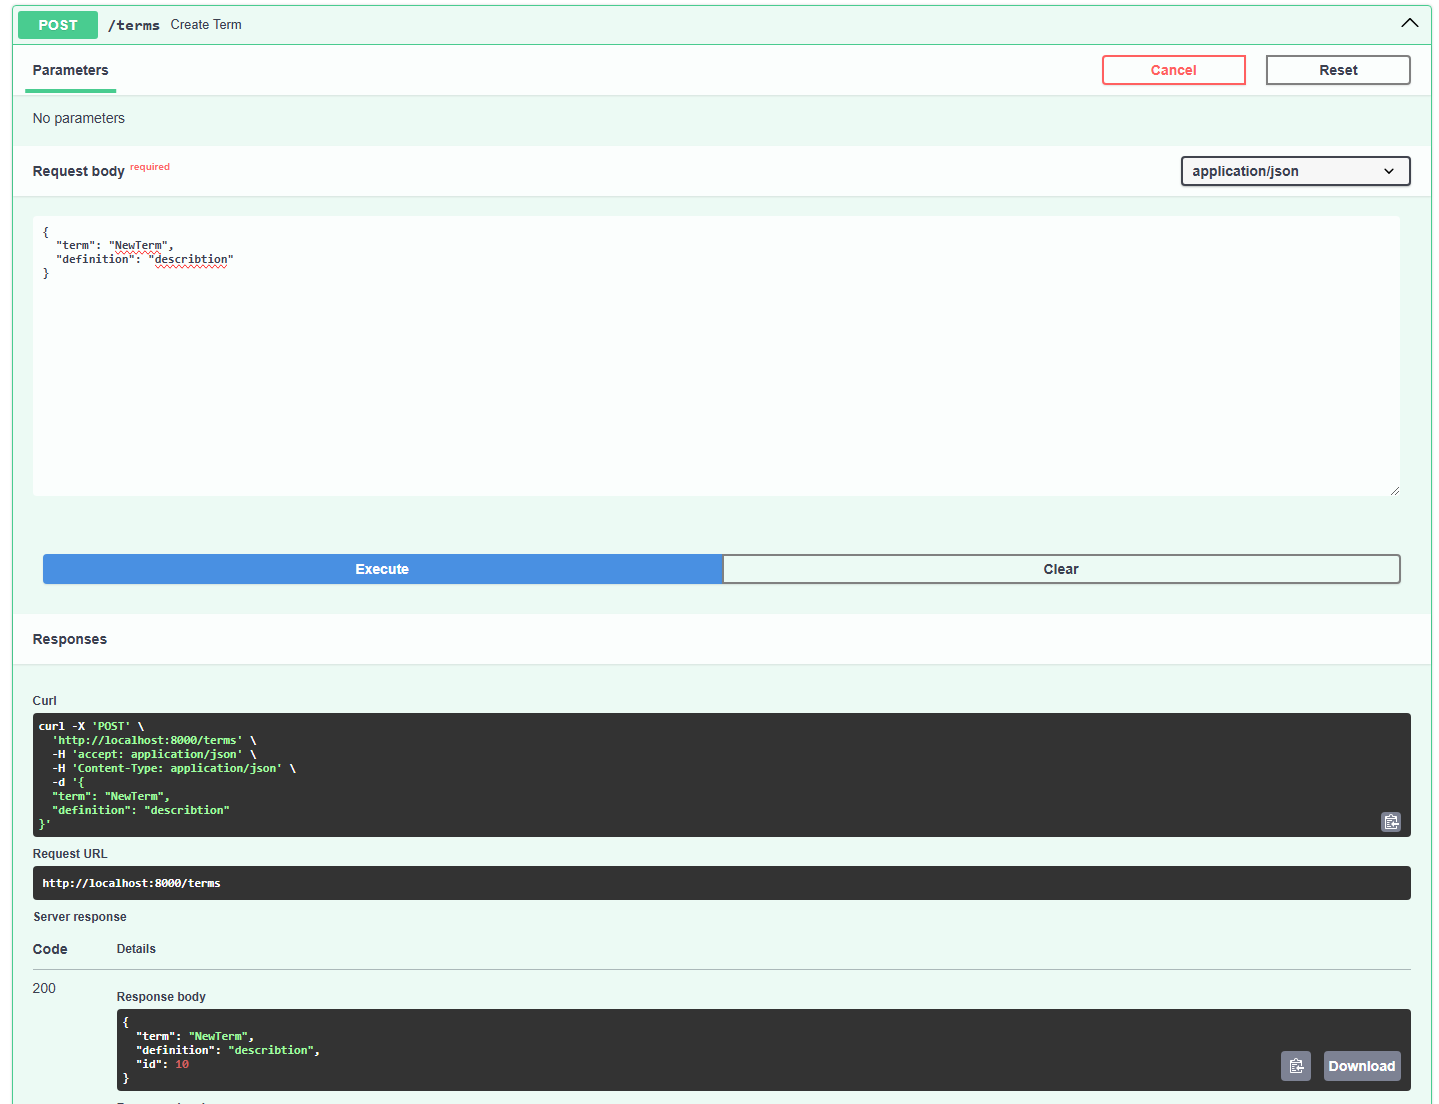 POST /terms Create Term
Parameters
Cancel
Reset
No parameters
Request body required
application/json
{
  "term": "NewTerm",
  "definition": "describtion"
}
Execute
Clear
Responses
Curl
curl -X 'POST' \
  'http://localhost:8000/terms' \
  -H 'accept: application/json' \
  -H 'Content-Type: application/json' \
  -d '{
  "term": "NewTerm",
  "definition": "describtion"
}'
Request URL
http://localhost:8000/terms
Server response
Code
Details
200
Response body
{
  "term": "NewTerm",
  "definition": "describtion",
  "id": 10
}
Download